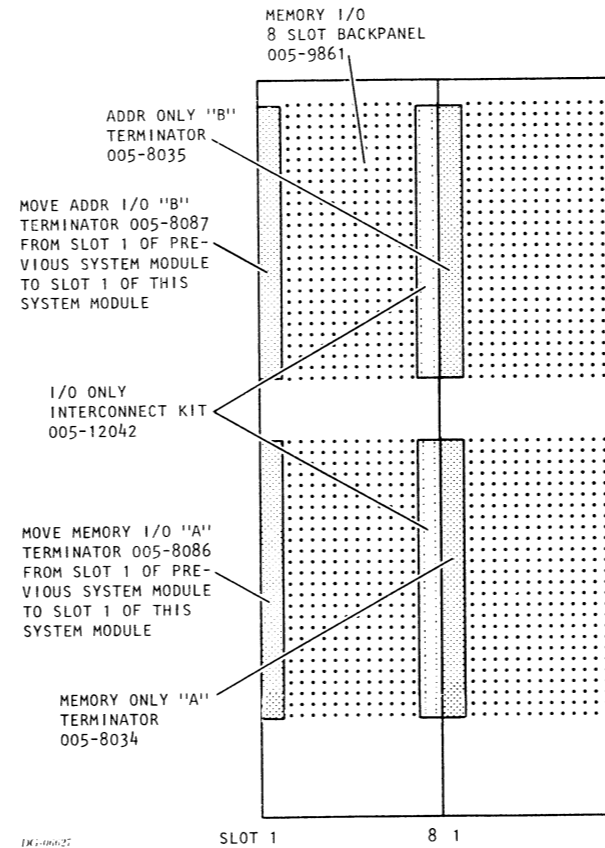 MEMORY I/O
8 SLOT BACKPANEL
005-9861
ADDR ONLY "B"
TERMINATOR
005-8035
MOVE ADDR I/O "B"
TERMINATOR 005-8087
FROM SLOT 1 OF PRE-
VIOUS SYSTEM MODULE
TO SLOT 1 OF THIS
SYSTEM MODULE
I/O ONLY
INTERCONNECT KIT
005-12042
MOVE MEMORY I/O "A"
TERMINATOR 005-8086
FROM SLOT 1 OF PRE-
VIOUS SYSTEM MODULE
TO SLOT 1 OF THIS
SYSTEM MODULE
MEMORY ONLY "A"
TERMINATOR
005-8034
DG-06627
SLOT 1 8 1